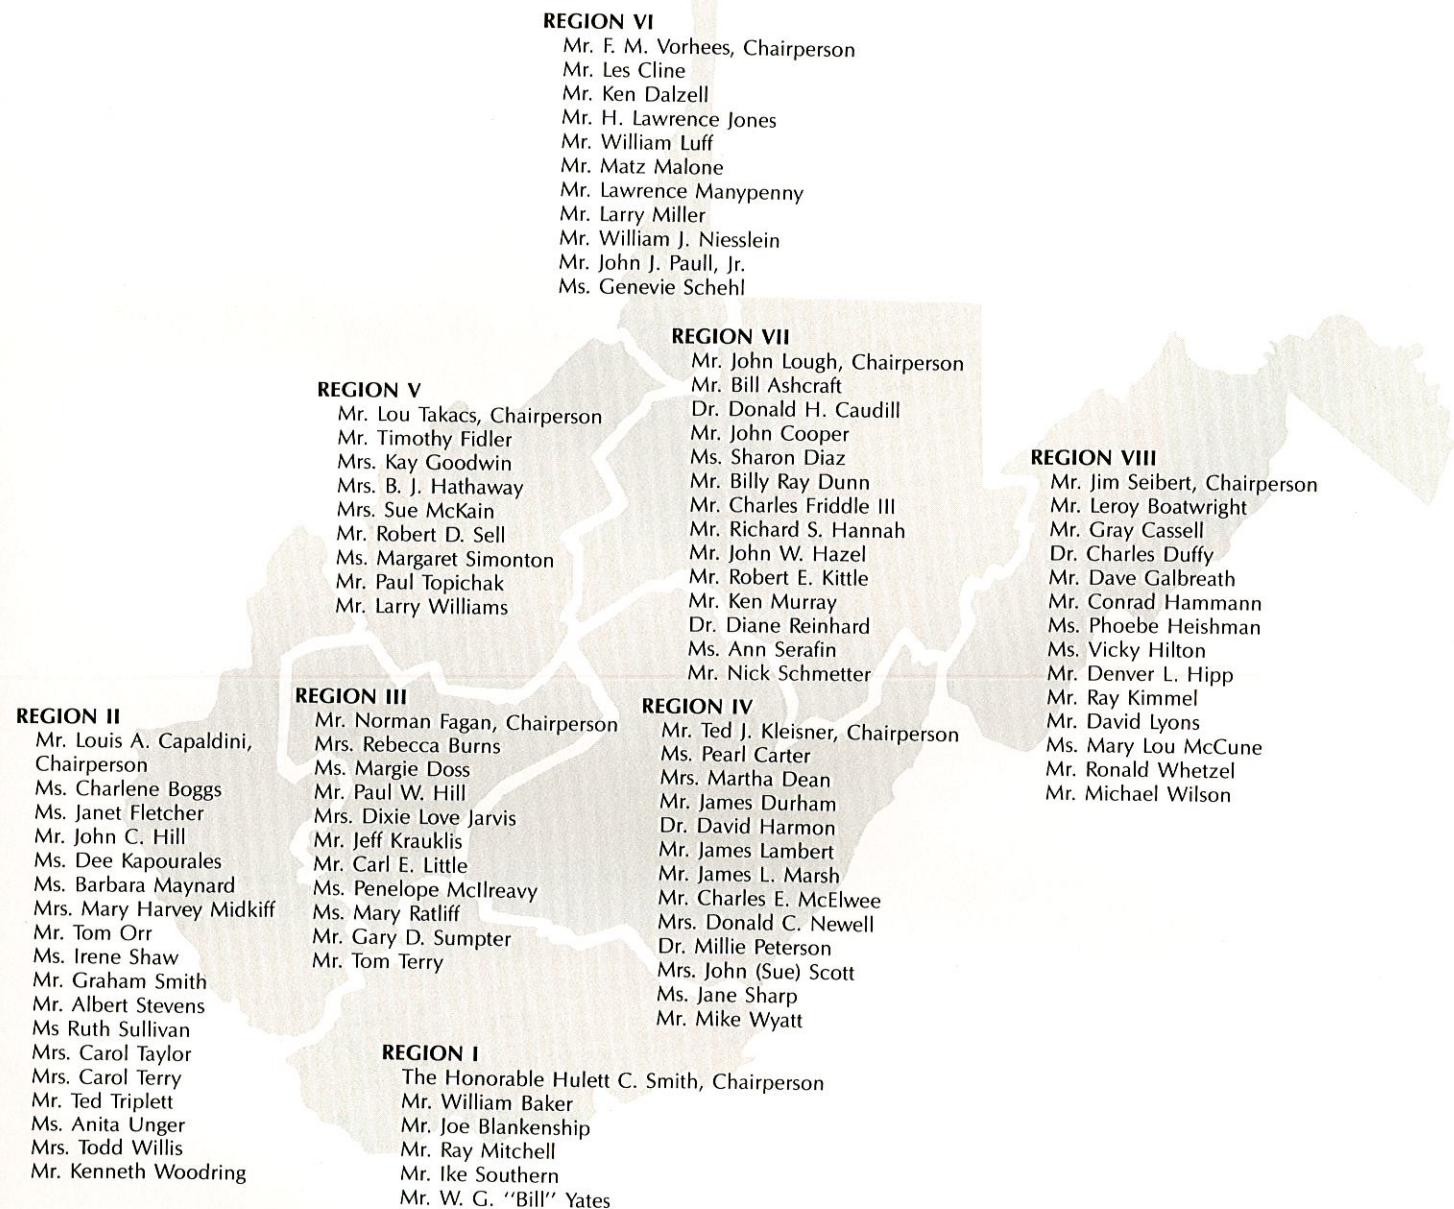 REGION VI
Mr. F. M. Vorhees, Chairperson
Mr. Les Cline
Mr. Ken Dalzell
Mr. H. Lawrence Jones
Mr. William Luff
Mr. Matz Malone
Mr. Lawrence Manypenny
Mr. Larry Miller
Mr. William J. Niesslein
Mr. John J. Paull, Jr.
Ms. Genevie Schehl
REGION VII
Mr. John Lough, Chairperson
Mr. Bill Ashcraft
Dr. Donald H. Caudill
Mr. John Cooper
Ms. Sharon Diaz
Mr. Billy Ray Dunn
Mr. Charles Friddle III
Mr. Richard S. Hannah
Mr. John W. Hazel
Mr. Robert E. Kittle
Mr. Ken Murray
Dr. Diane Reinhard
Ms. Ann Serafin
Mr. Nick Schmetter
REGION V
Mr. Lou Takacs, Chairperson
Mr. Timothy Fidler
Mrs. Kay Goodwin
Mrs. B. J. Hathaway
Mrs. Sue McKain
Mr. Robert D. Sell
Ms. Margaret Simonton
Mr. Paul Topichak
Mr. Larry Williams
REGION VIII
Mr. Jim Seibert, Chairperson
Mr. Leroy Boatwright
Mr. Gray Cassell
Dr. Charles Duffy
Mr. Dave Galbreath
Mr. Conrad Hammann
Ms. Phoebe Heishman
Ms. Vicky Hilton
Mr. Denver L. Hipp
Mr. Ray Kimmel
Mr. David Lyons
Ms. Mary Lou McCune
Mr. Ronald Whetzel
Mr. Michael Wilson
REGION II
Mr. Louis A. Capaldini,
Chairperson
Ms. Charlene Boggs
Ms. Janet Fletcher
Mr. John C. Hill
Ms. Dee Kapourales
Ms. Barbara Maynard
Mrs. Mary Harvey Midkiff
Mr. Tom Orr
Ms. Irene Shaw
Mr. Graham Smith
Mr. Albert Stevens
Ms Ruth Sullivan
Mrs. Carol Taylor
Mrs. Carol Terry
Mr. Ted Triplett
Ms. Anita Unger
Mrs. Todd Willis
Mr. Kenneth Woodring
REGION III
Mr. Norman Fagan, Chairperson
Mrs. Rebecca Burns
Ms. Margie Doss
Mr. Paul W. Hill
Mrs. Dixie Love Jarvis
Mr. Jeff Krauklis
Mr. Carl E. Little
Ms. Penelope McIlreavy
Ms. Mary Ratliff
Mr. Gary D. Sumpter
Mr. Tom Terry
REGION IV
Mr. Ted J. Kleisner, Chairperson
Ms. Pearl Carter
Mrs. Martha Dean
Mr. James Durham
Dr. David Harmon
Mr. James Lambert
Mr. James L. Marsh
Mr. Charles E. McElwee
Mrs. Donald C. Newell
Dr. Millie Peterson
Mrs. John (Sue) Scott
Ms. Jane Sharp
Mr. Mike Wyatt
REGION I
The Honorable Hulett C. Smith, Chairperson
Mr. William Baker
Mr. Joe Blankenship
Mr. Ray Mitchell
Mr. Ike Southern
Mr. W. G. "Bill" Yates